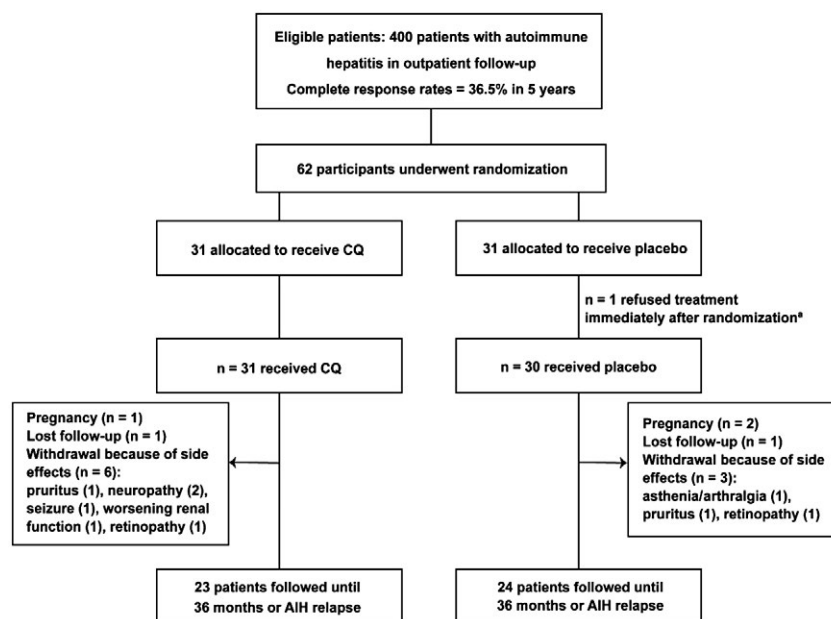 Eligible patients: 400 patients with autoimmune
hepatitis in outpatient follow-up
Complete response rates = 36.5% in 5 years
62 participants underwent randomization
31 allocated to receive CQ
31 allocated to receive placebo
n = 1 refused treatment
immediately after randomizationª
n = 31 received CQ
n = 30 received placebo
Pregnancy (n = 1)
Lost follow-up (n = 1)
Withdrawal because of side
effects (n = 6):
pruritus (1), neuropathy (2),
seizure (1), worsening renal
function (1), retinopathy (1)
Pregnancy (n = 2)
Lost follow-up (n = 1)
Withdrawal because of side
effects (n = 3):
asthenia/arthralgia (1),
pruritus (1), retinopathy (1)
23 patients followed until
36 months or AIH relapse
24 patients followed until
36 months or AIH relapse